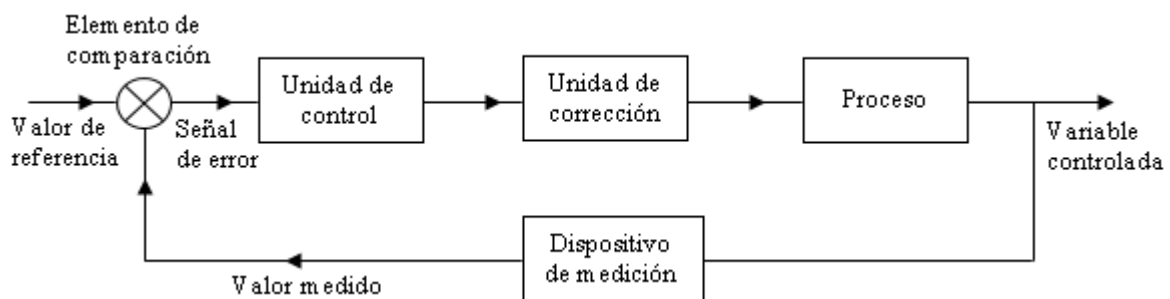 Elemento de
comparación
Unidad de
control
Unidad de
corrección
Proceso
Valor de
referencia
Señal
de error
Variable
controlada
Dispositivo
de medición
Valor medido